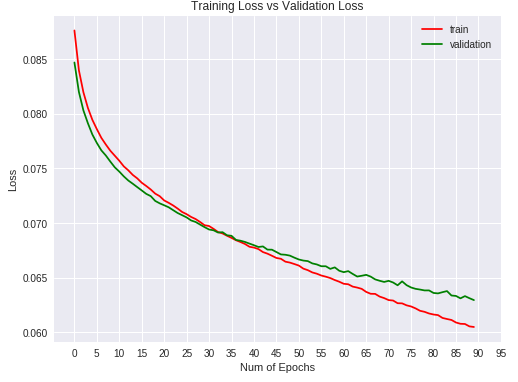 Training Loss vs Validation Loss
train
validation
0.085
0.080
0.075
0.070
0.065
0.060
Loss
0 5 10 15 20 25 30 35 40 45 50 55 60 65 70 75 80 85 90 95
Num of Epochs